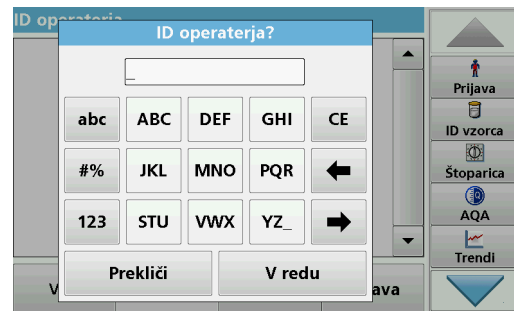 ID operaterja
ID operaterja?
_
abc ABC DEF GHI CE
#% JKL MNO PQR
123 STU VWX YZ_
Prekliči V redu
Prijava
ID vzorca
Štoparica
AQA
Trendi